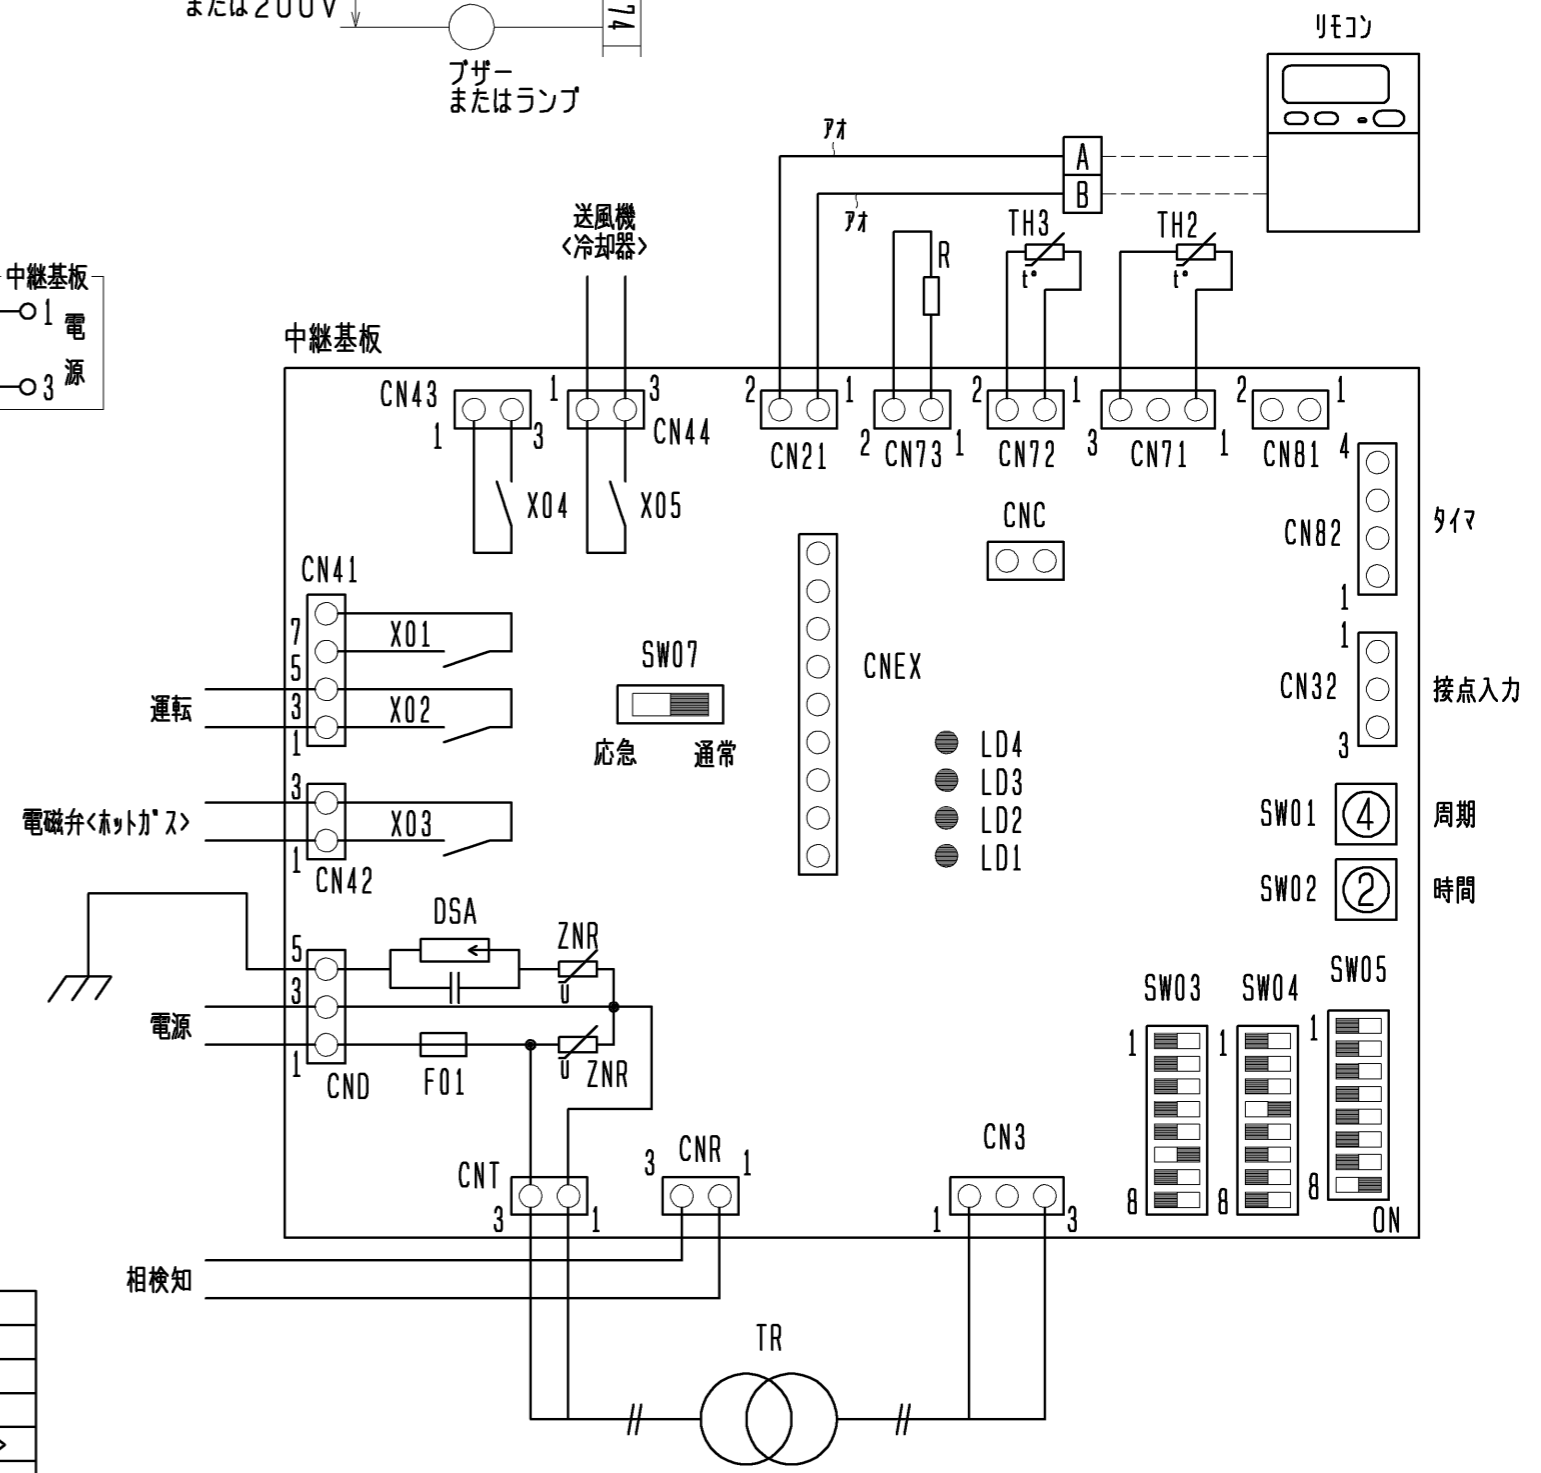 または200V
74
ブザー
またはランプ
リモコン
アオ
A
B
アオ
送風機
<冷却器>
R
TH3
t°
TH2
t°
中継基板
1 電
3 源
中継基板
CN43
1
3
1
3
CN44
2
1
CN21
2
CN73
1
2
1
CN72
3
CN71
1
2
1
CN81
4
CN82
1
タイマ
X04
X05
CNC
CN41
7
5
3
1
X01
X02
運転
SW07
応急
通常
CNEX
1
CN32
3
接点入力
LD4
LD3
LD2
LD1
SW01
4
周期
SW02
2
時間
3
1
電磁弁<ホットガス>
X03
CN42
DSA
ZNR
U
5
3
1
電源
CND
F01
U
ZNR
SW03
1
8
SW04
1
8
SW05
1
8
ON
CNT
3
1
3
CNR
1
CN3
1
3
相検知
TR